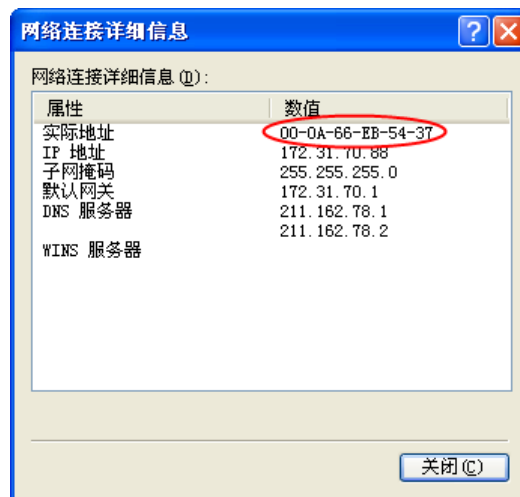 网络连接详细信息
网络连接详细信息(D):
属性 数值
实际地址 00-0A-66-EB-54-37
IP 地址 172.31.70.88
子网掩码 255.255.255.0
默认网关 172.31.70.1
DNS 服务器 211.162.78.1
211.162.78.2
WINS 服务器
关闭(C)